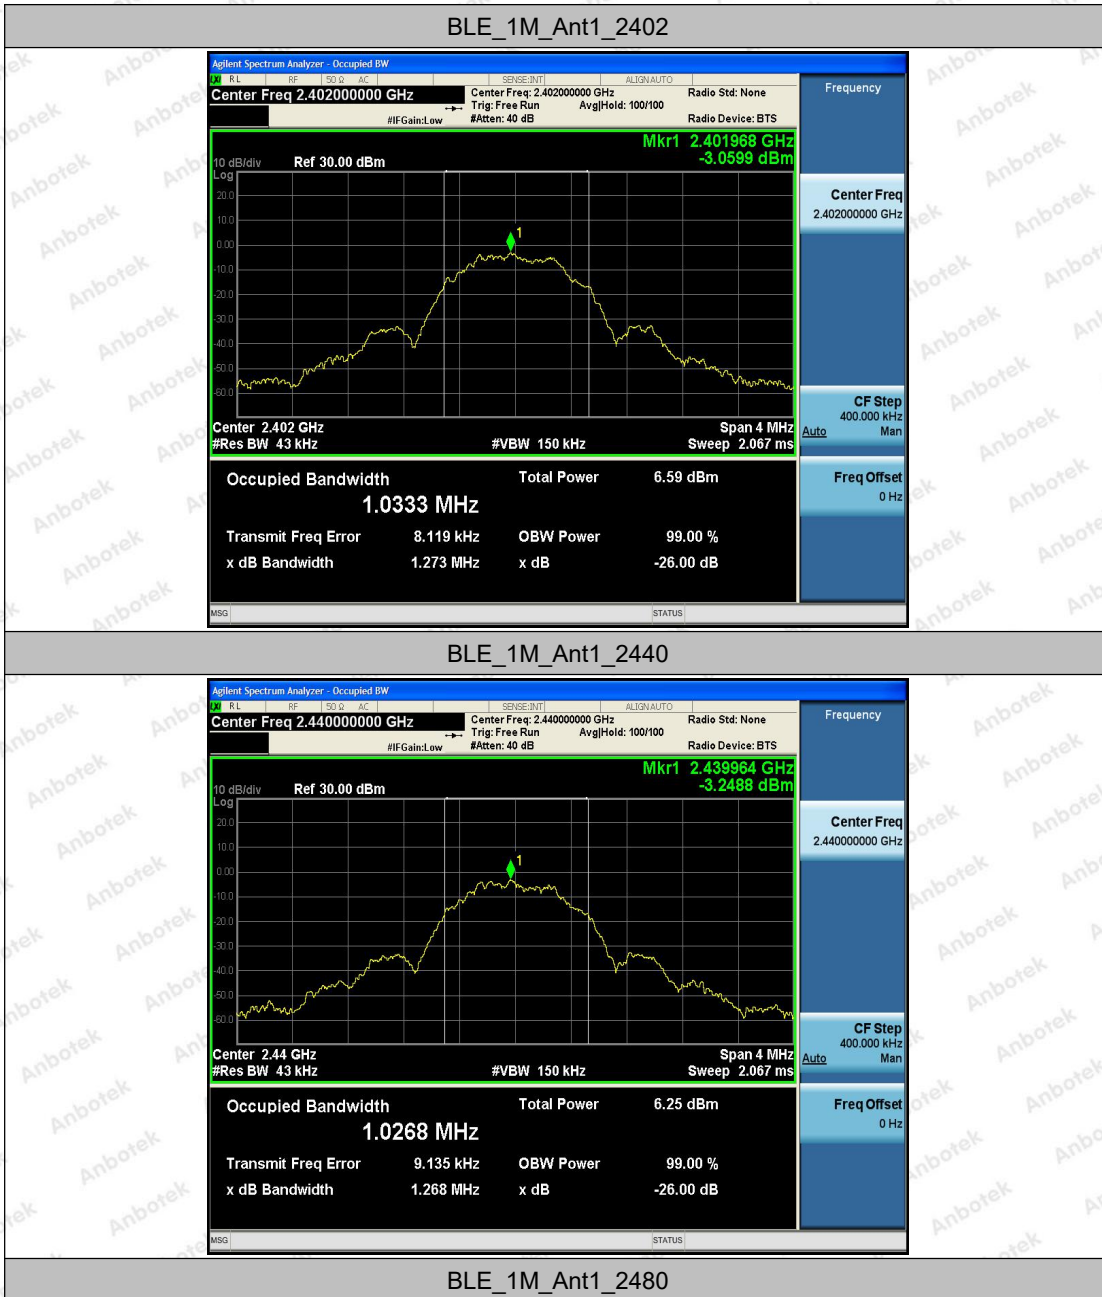 BLE_1M_Ant1_2402
Agilent Spectrum Analyzer - Occupied BW
LXI RL RF 50 Ω AC SENSE:INT ALIGNAUTO
Center Freq 2.402000000 GHz
Center Freq: 2.402000000 GHz Radio Std: None
Trig: Free Run Avg|Hold: 100/100
#IFGain:Low #Atten: 40 dB Radio Device: BTS
Mkr1 2.401968 GHz
-3.0599 dBm
10 dB/div Ref 30.00 dBm
Log
20.0
10.0
0.00
-10.0
-20.0
-30.0
-40.0
-50.0
-60.0
1
Center 2.402 GHz Span 4 MHz
#Res BW 43 kHz #VBW 150 kHz Sweep 2.067 ms
Occupied Bandwidth Total Power 6.59 dBm
1.0333 MHz
Transmit Freq Error 8.119 kHz OBW Power 99.00 %
x dB Bandwidth 1.273 MHz x dB -26.00 dB
MSG STATUS
Frequency
Center Freq
2.402000000 GHz
CF Step
400.000 kHz
Auto Man
Freq Offset
0 Hz
BLE_1M_Ant1_2440
Agilent Spectrum Analyzer - Occupied BW
LXI RL RF 50 Ω AC SENSE:INT ALIGNAUTO
Center Freq 2.440000000 GHz
Center Freq: 2.440000000 GHz Radio Std: None
Trig: Free Run Avg|Hold: 100/100
#IFGain:Low #Atten: 40 dB Radio Device: BTS
Mkr1 2.439964 GHz
-3.2488 dBm
10 dB/div Ref 30.00 dBm
Log
20.0
10.0
0.00
-10.0
-20.0
-30.0
-40.0
-50.0
-60.0
1
Center 2.44 GHz Span 4 MHz
#Res BW 43 kHz #VBW 150 kHz Sweep 2.067 ms
Occupied Bandwidth Total Power 6.25 dBm
1.0268 MHz
Transmit Freq Error 9.135 kHz OBW Power 99.00 %
x dB Bandwidth 1.268 MHz x dB -26.00 dB
MSG STATUS
Frequency
Center Freq
2.440000000 GHz
CF Step
400.000 kHz
Auto Man
Freq Offset
0 Hz
BLE_1M_Ant1_2480
Anbotek